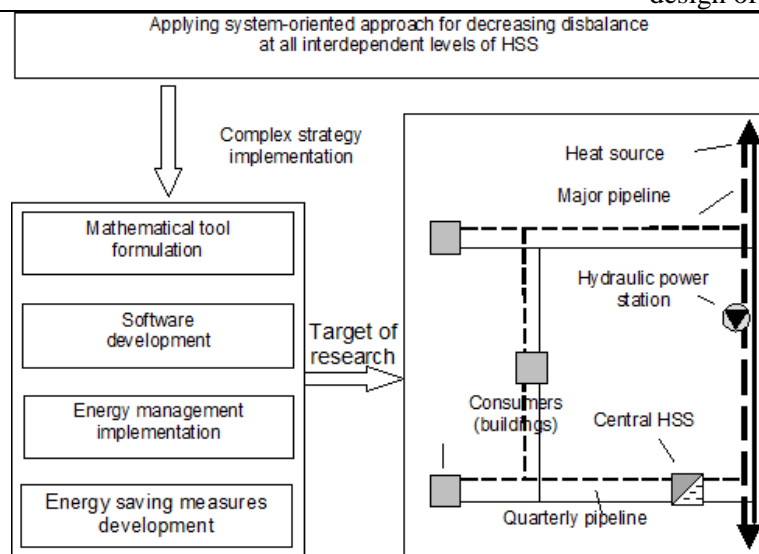 design of
Applying system-oriented approach for decreasing disbalance
at all interdependent levels of HSS
Complex strategy
implementation
Mathematical tool
formulation
Software
development
Energy management
implementation
Energy saving measures
development
Target of
research
Heat source
Major pipeline
Hydraulic power
station
Consumers
(buildings)
Central HSS
Quarterly pipeline